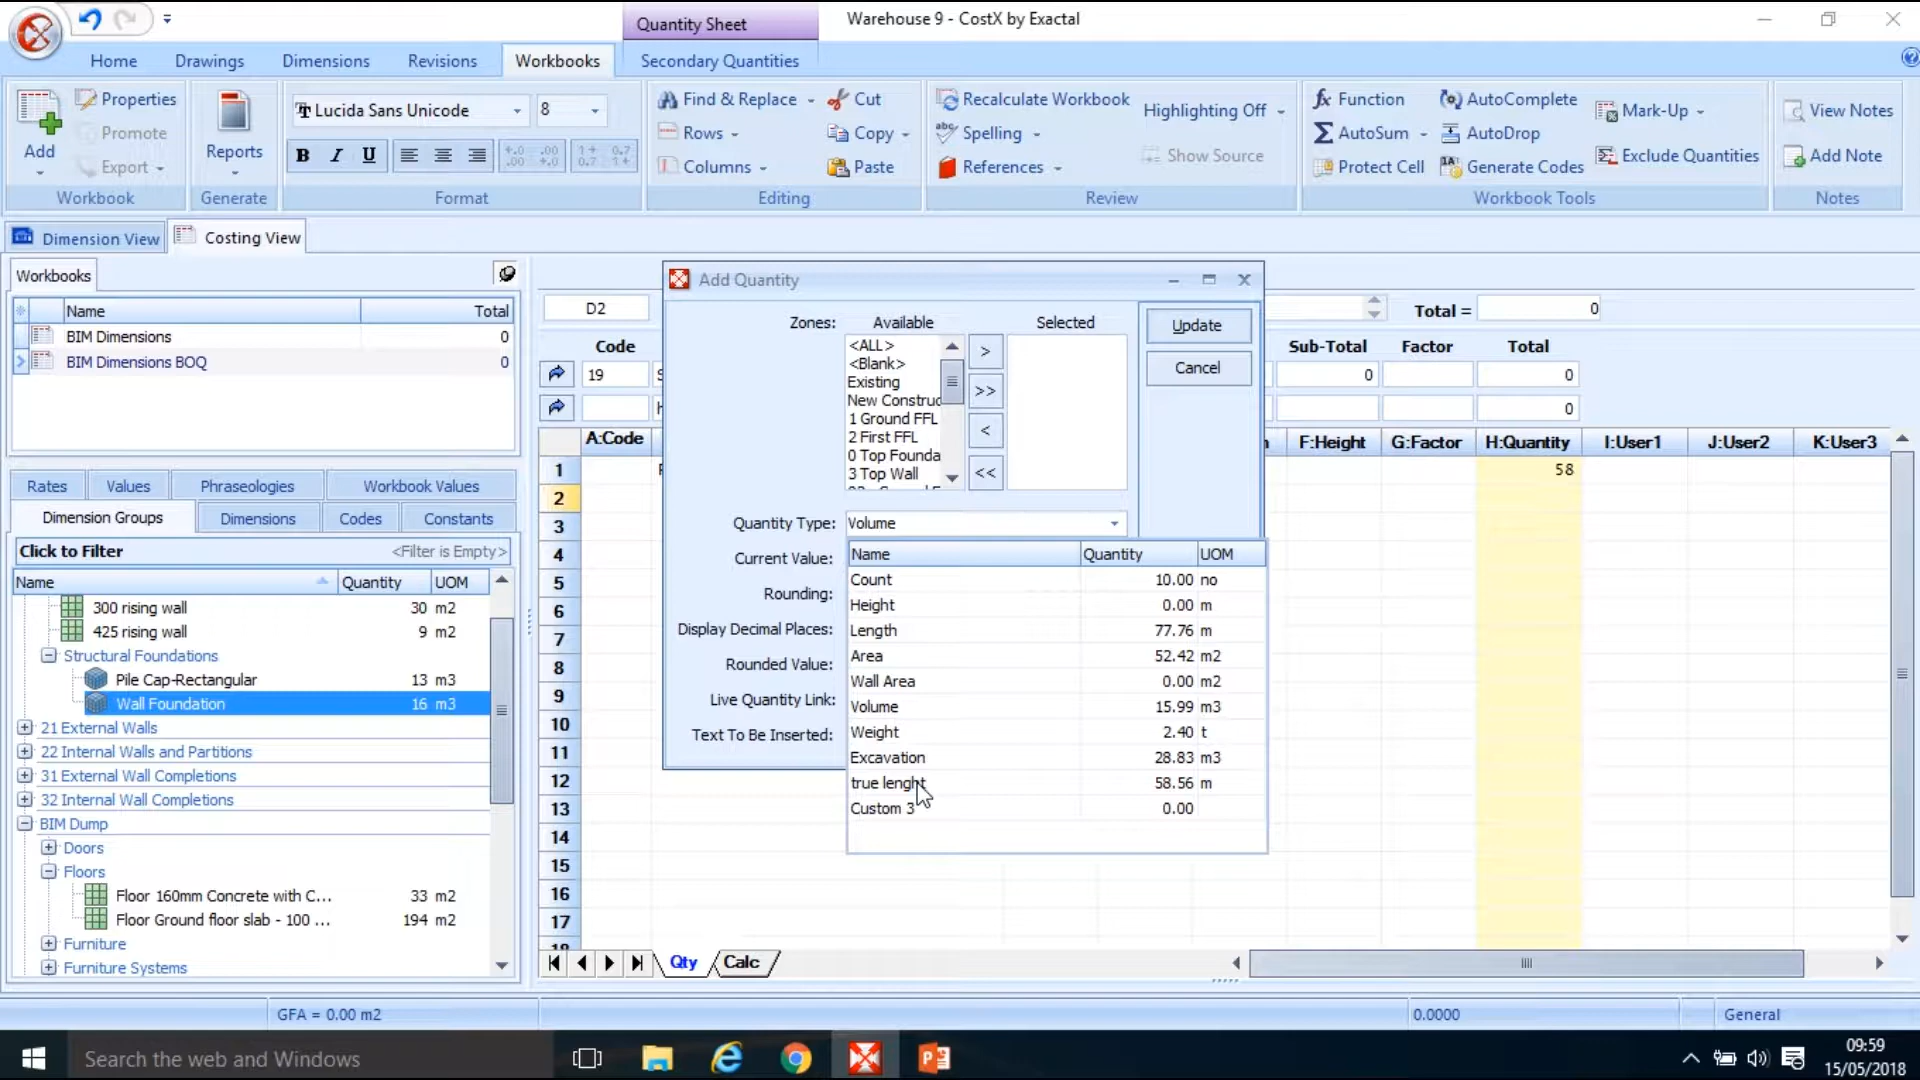 Quantity Sheet
Warehouse 9 - CostX by Exactal
Home
Drawings
Dimensions
Revisions
Workbooks
Secondary Quantities
Add
Properties
Promote
Export
Workbook
Reports
Generate
Lucida Sans Unicode
8
B I U
Format
Find & Replace
Cut
Rows
Copy
Columns
Paste
Editing
Recalculate Workbook
Highlighting Off
Spelling
References
Show Source
Review
Function
AutoComplete
Mark-Up
AutoSum
AutoDrop
Protect Cell
Generate Codes
Exclude Quantities
Workbook Tools
View Notes
Add Note
Notes
Dimension View
Costing View
Workbooks
Name Total
BIM Dimensions 0
BIM Dimensions BOQ 0
Rates
Values
Phraseologies
Workbook Values
Dimension Groups
Dimensions
Codes
Constants
Click to Filter <Filter is Empty>
Name Quantity UOM
300 rising wall 30 m2
425 rising wall 9 m2
Structural Foundations
Pile Cap-Rectangular 13 m3
Wall Foundation 16 m3
21 External Walls
22 Internal Walls and Partitions
31 External Wall Completions
32 Internal Wall Completions
BIM Dump
Doors
Floors
Floor 160mm Concrete with C... 33 m2
Floor Ground floor slab - 100 ... 194 m2
Furniture
Furniture Systems
D2
Total = 0
Code
Sub-Total
Factor
Total
19
0
0
0
A:Code
F:Height
G:Factor
H:Quantity
I:User1
J:User2
K:User3
1
58
2
3
4
5
6
7
8
9
10
11
12
13
14
15
16
17
18
Add Quantity
Zones:
Available
Selected
<ALL>
<Blank>
Existing
New Construc
1 Ground FFL
2 First FFL
0 Top Founda
3 Top Wall
>
>>
<
<<
Update
Cancel
Quantity Type: Volume
Current Value:
Rounding:
Display Decimal Places:
Rounded Value:
Live Quantity Link:
Text To Be Inserted:
Name Quantity UOM
Count 10.00 no
Height 0.00 m
Length 77.76 m
Area 52.42 m2
Wall Area 0.00 m2
Volume 15.99 m3
Weight 2.40 t
Excavation 28.83 m3
true lenght 58.56 m
Custom 3 0.00
Qty
Calc
GFA = 0.00 m2
0.0000
General
Search the web and Windows
09:59
15/05/2018